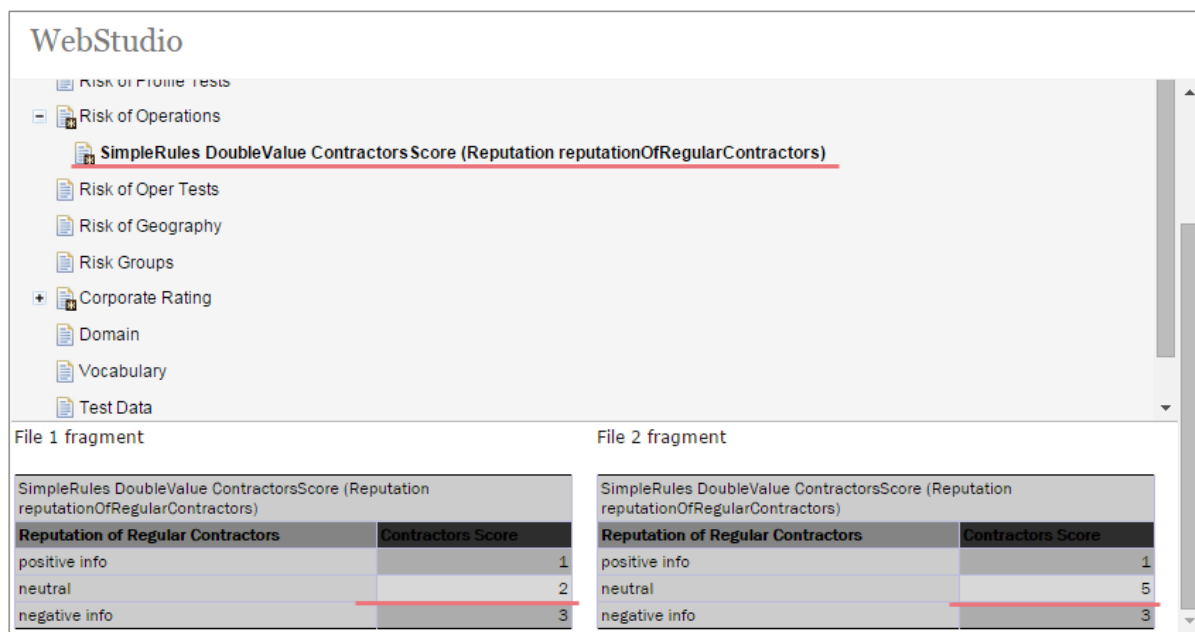 WebStudio
Risk of Profile Tests
Risk of Operations
SimpleRules DoubleValue ContractorsScore (Reputation reputationOfRegularContractors)
Risk of Oper Tests
Risk of Geography
Risk Groups
Corporate Rating
Domain
Vocabulary
Test Data
File 1 fragment
SimpleRules DoubleValue ContractorsScore (Reputation
reputationOfRegularContractors)
Reputation of Regular Contractors Contractors Score
positive info 1
neutral 2
negative info 3
File 2 fragment
SimpleRules DoubleValue ContractorsScore (Reputation
reputationOfRegularContractors)
Reputation of Regular Contractors Contractors Score
positive info 1
neutral 5
negative info 3